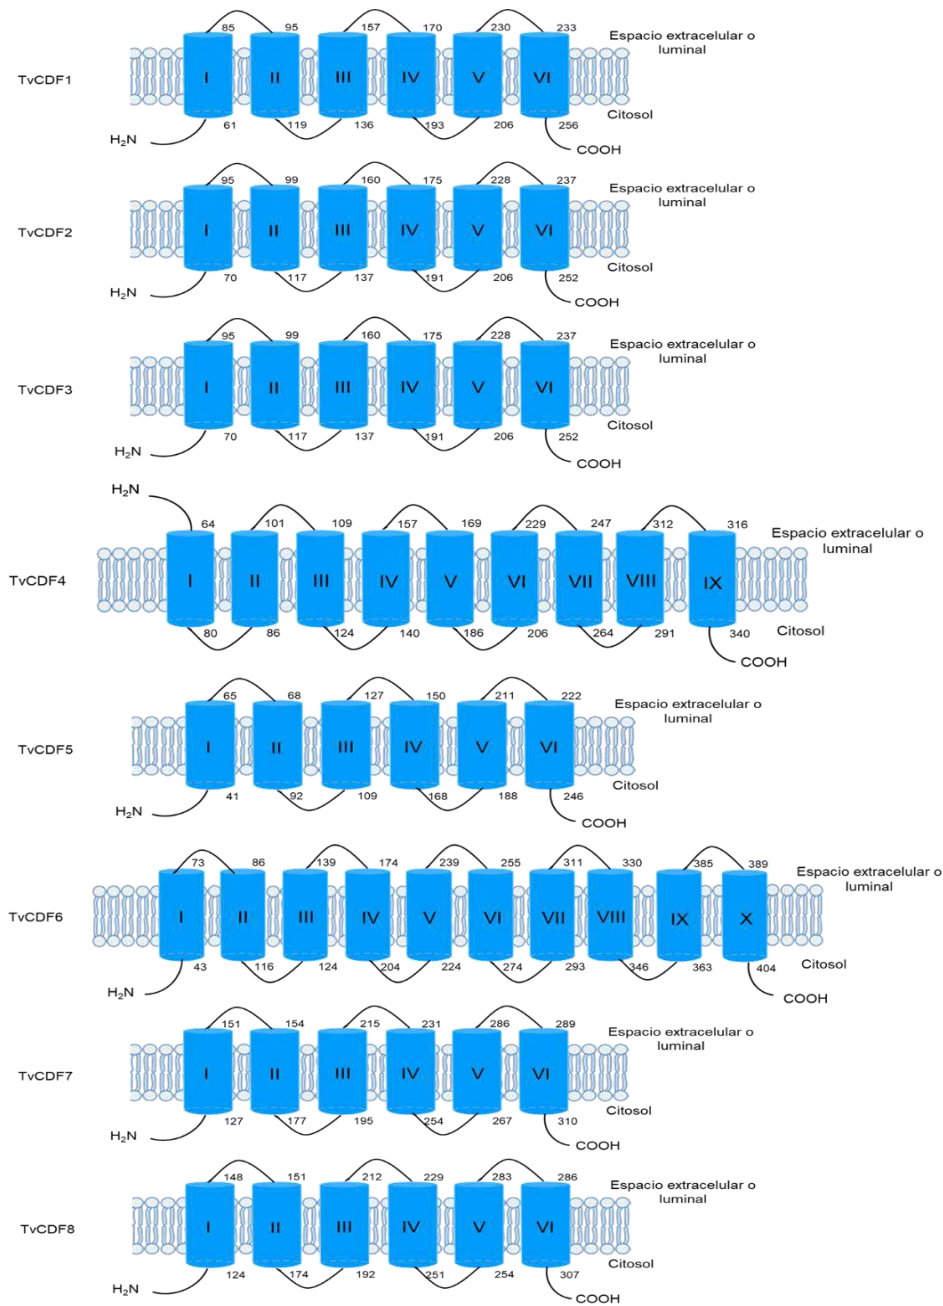 85 95 157 170 230 233
Espacio extracelular o
luminal
TvCDF1
I II III IV V VI
Citosol
H₂N
61 119 136 193 206 256
COOH
95 99 160 175 228 237
Espacio extracelular o
luminal
TvCDF2
I II III IV V VI
Citosol
H₂N
70 117 137 191 206 252
COOH
95 99 160 175 228 237
Espacio extracelular o
luminal
TvCDF3
I II III IV V VI
Citosol
H₂N
70 117 137 191 206 252
COOH
H₂N
64 101 109 157 169 229 247 312 316
Espacio extracelular o
luminal
TvCDF4
I II III IV V VI VII VIII IX
80 86 124 140 186 206 264 291 340
Citosol
COOH
65 68 127 150 211 222
Espacio extracelular o
luminal
TvCDF5
I II III IV V VI
Citosol
H₂N
41 92 109 168 188 246
COOH
73 86 139 174 239 255 311 330 385 389
Espacio extracelular o
luminal
TvCDF6
I II III IV V VI VII VIII IX X
43 116 124 204 224 274 293 346 363 404
Citosol
H₂N
COOH
151 154 215 231 286 289
Espacio extracelular o
luminal
TvCDF7
I II III IV V VI
Citosol
H₂N
127 177 195 254 267 310
COOH
148 151 212 229 283 286
Espacio extracelular o
luminal
TvCDF8
I II III IV V VI
Citosol
H₂N
124 174 192 251 254 307
COOH